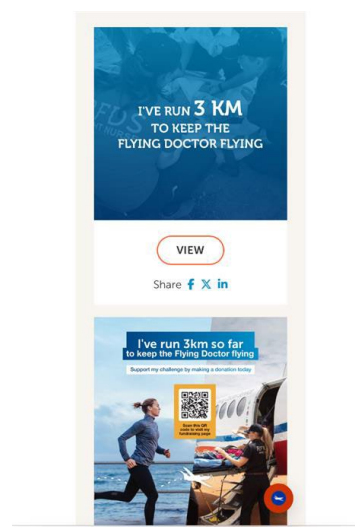 I'VE RUN 3 KM
TO KEEP THE
FLYING DOCTOR FLYING
VIEW
Share
I've run 3km so far
to keep the Flying Doctor flying
Support my challenge by making a donation today
Scan this QR
code to visit my
fundraising page